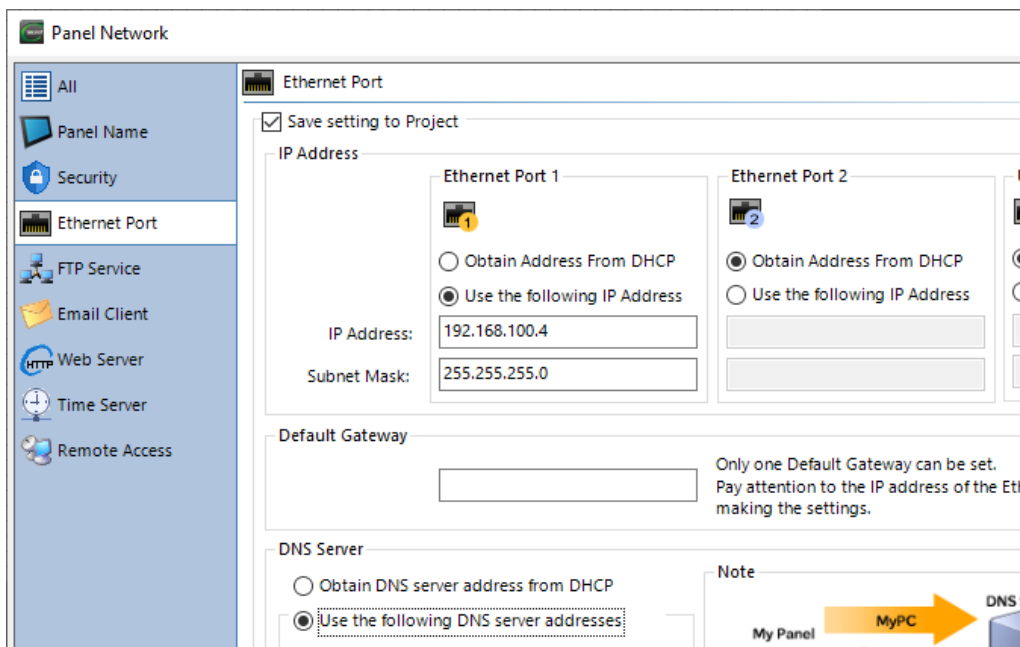 Panel Network
All
Panel Name
Security
Ethernet Port
FTP Service
Email Client
Web Server
Time Server
Remote Access
Ethernet Port
Save setting to Project
IP Address
Ethernet Port 1
1
Obtain Address From DHCP
Use the following IP Address
Ethernet Port 2
2
Obtain Address From DHCP
Use the following IP Address
IP Address:
192.168.100.4
Subnet Mask:
255.255.255.0
Default Gateway
Only one Default Gateway can be set.
Pay attention to the IP address of the
making the settings.
DNS Server
Obtain DNS server address from DHCP
Use the following DNS server addresses
Note
My Panel
MyPC
DNS
HTTP